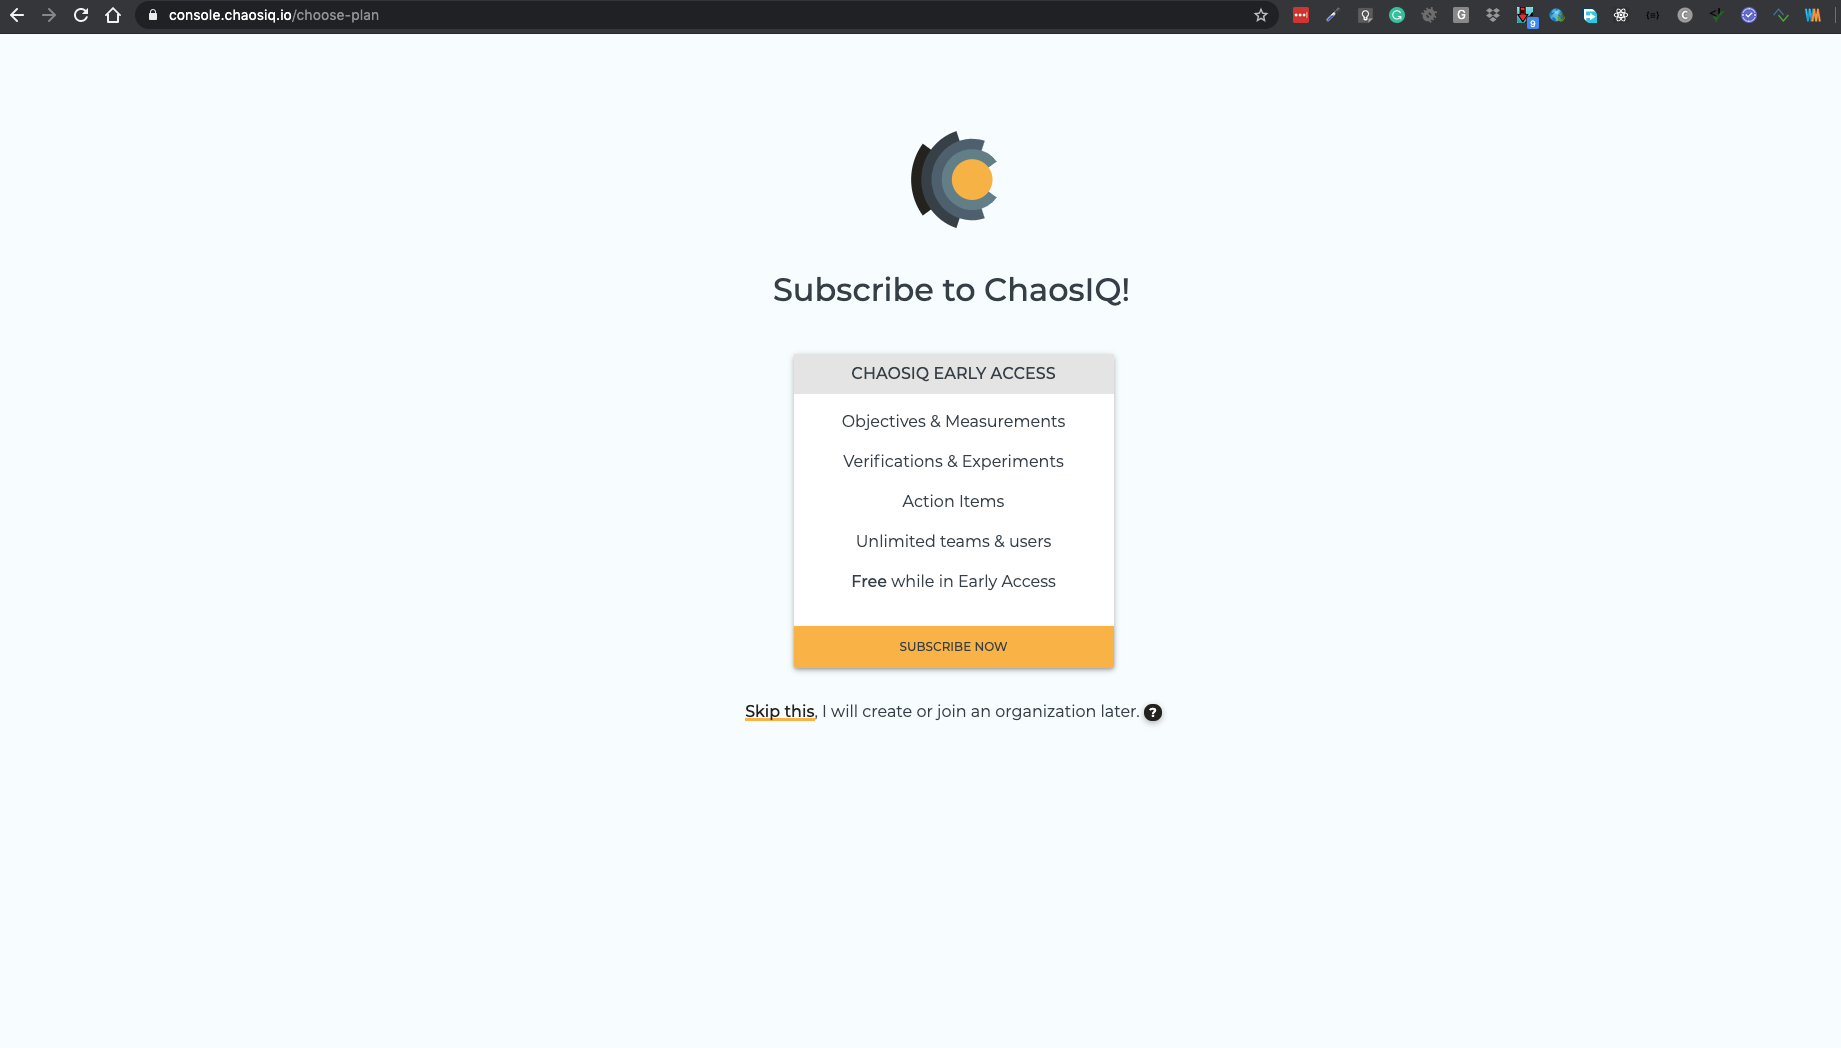 console.chaosiq.io/choose-plan
G
9
C
Subscribe to ChaosIQ!
CHAOSIQ EARLY ACCESS
Objectives & Measurements
Verifications & Experiments
Action Items
Unlimited teams & users
Free while in Early Access
SUBSCRIBE NOW
Skip this, I will create or join an organization later. ?